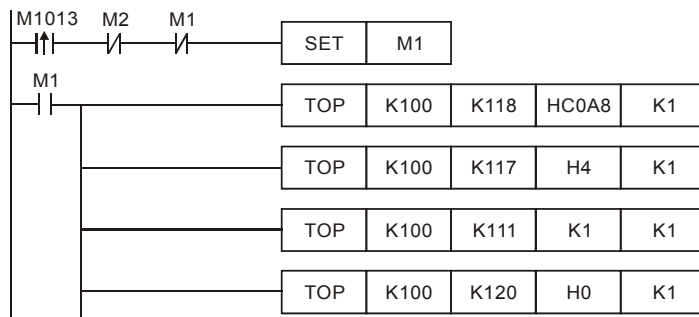 M1013 M2 M1
SET M1
M1
TOP K100 K118 HC0A8 K1
TOP K100 K117 H4 K1
TOP K100 K111 K1 K1
TOP K100 K120 H0 K1